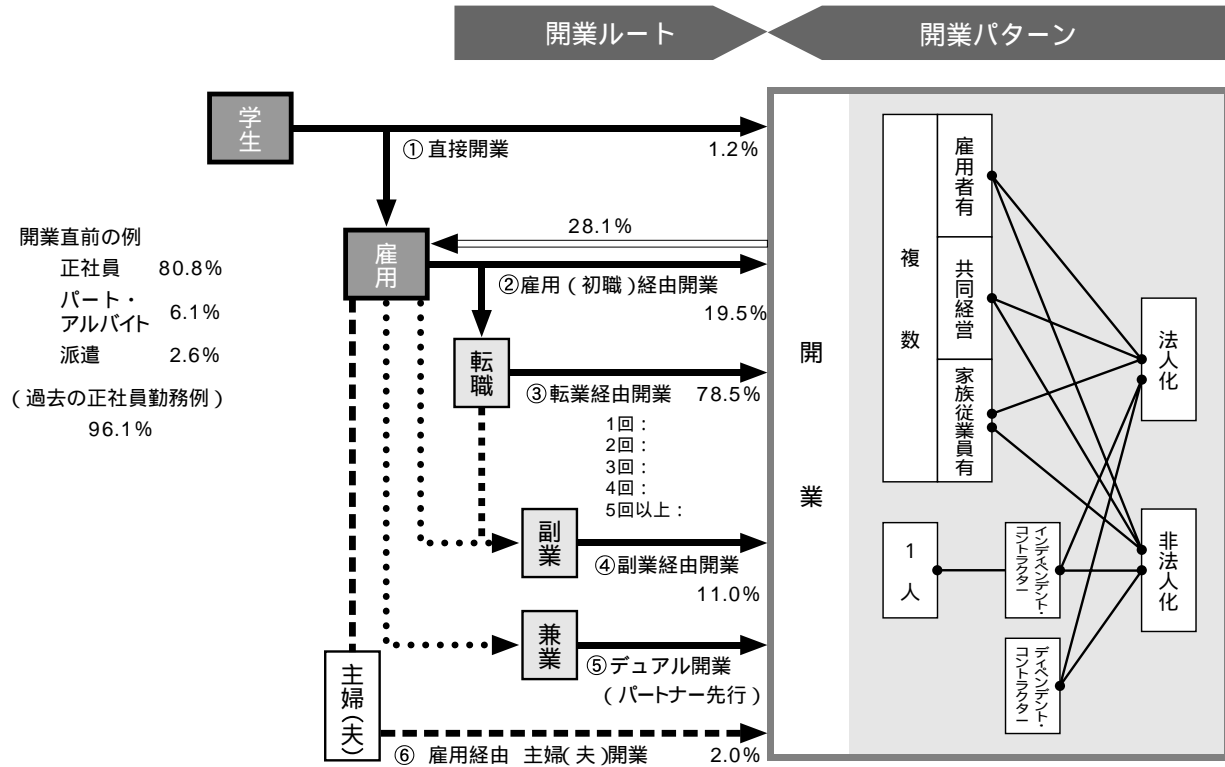 開業ルート
開業パターン
学生
①直接開業
1.2%
開業直前の例
正社員 80.8%
パート・
アルバイト 6.1%
派遣 2.6%
(過去の正社員勤務例)
96.1%
雇用
28.1%
②雇用(初職)経由開業
19.5%
転職
③転業経由開業 78.5%
1回:
2回:
3回:
4回:
5回以上:
副業
④副業経由開業
11.0%
兼業
⑤デュアル開業
(パートナー先行)
主婦(夫)
⑥ 雇用経由 主婦(夫)開業 2.0%
開業
複数
雇用者有
共同経営
家族従業員有
1人
インディペンデント・
コントラクター
ディペンデント・
コントラクター
法人化
非法人化